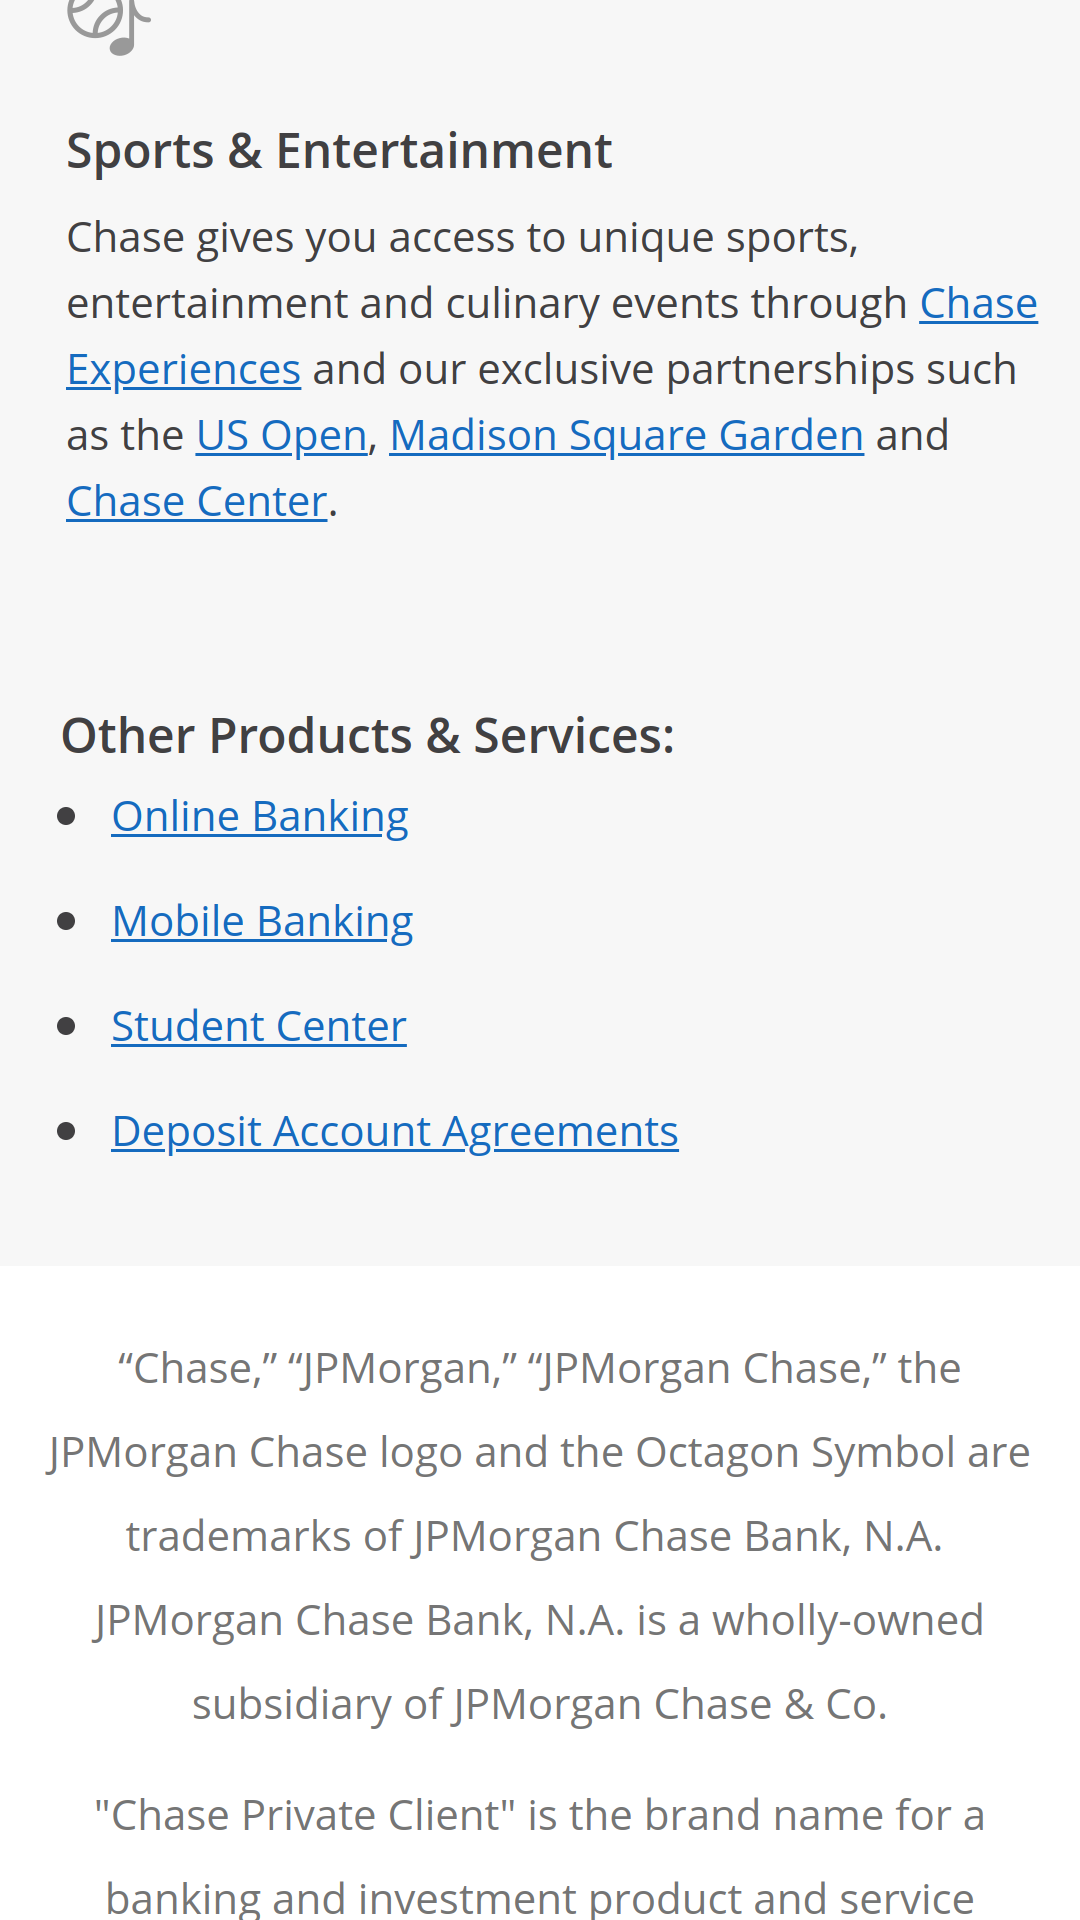 Sports & Entertainment
Chase gives you access to unique sports,
entertainment and culinary events through Chase
Experiences and our exclusive partnerships such
as the US Open, Madison Square Garden and
Chase Center.
Other Products & Services:
Online Banking
Mobile Banking
Student Center
Deposit Account Agreements
“Chase,” “JPMorgan,” “JPMorgan Chase,” the
JPMorgan Chase logo and the Octagon Symbol are
trademarks of JPMorgan Chase Bank, N.A.
JPMorgan Chase Bank, N.A. is a wholly-owned
subsidiary of JPMorgan Chase & Co.
"Chase Private Client" is the brand name for a
banking and investment product and service